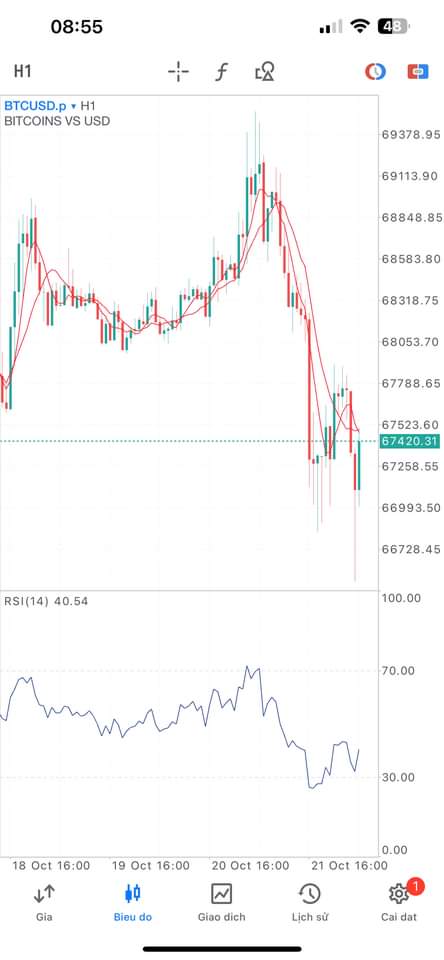 08:55
48
H1
f
BTCUSD.p ▾ H1
BITCOINS VS USD
69378.95
69113.90
68848.85
68583.80
68318.75
68053.70
67788.65
67523.60
67420.31
67258.55
66993.50
66728.45
RSI(14) 40.54
100.00
70.00
30.00
0.00
18 Oct 16:00 19 Oct 16:00 20 Oct 16:00 21 Oct 16:00
1
Gia Bieu do Giao dich Lịch sử Cai dat